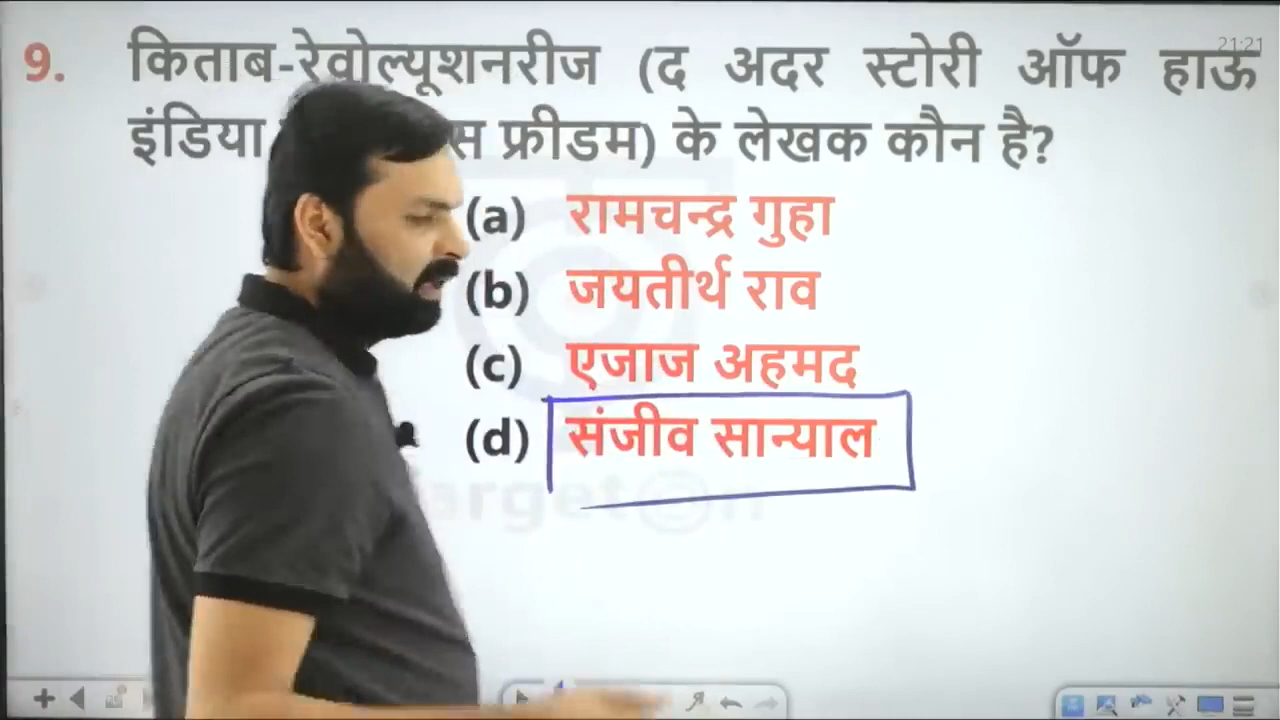 21:21
9. किताब-रेवोल्यूशनरीज (द अदर स्टोरी ऑफ हाऊ
इंडिया स फ्रीडम) के लेखक कौन है?
(a) रामचन्द्र गुहा
(b) जयतीर्थ राव
(c) एजाज अहमद
(d) संजीव सान्याल